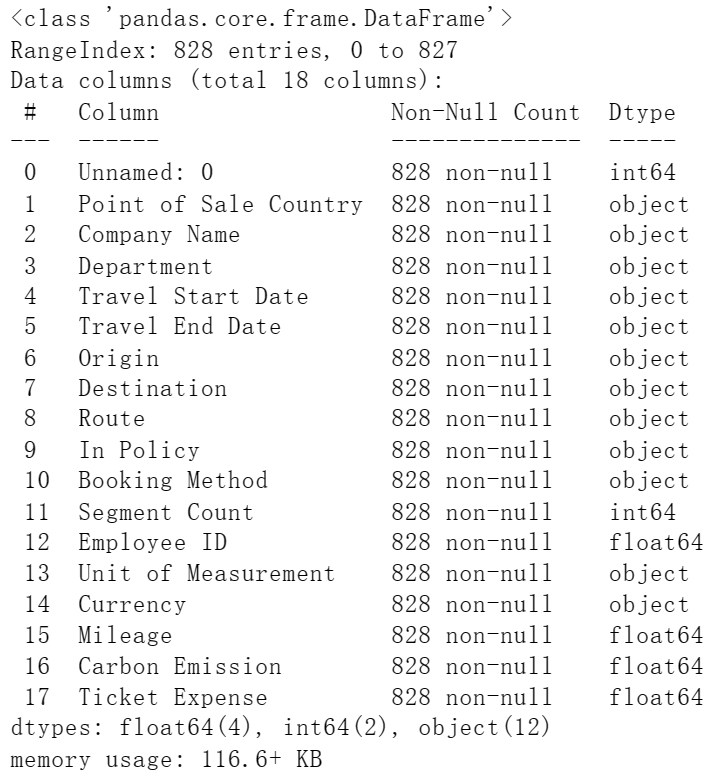 <class 'pandas.core.frame.DataFrame'>
RangeIndex: 828 entries, 0 to 827
Data columns (total 18 columns):
 #   Column                 Non-Null Count  Dtype
---  ------                 --------------  -----
 0   Unnamed: 0             828 non-null    int64
 1   Point of Sale Country  828 non-null    object
 2   Company Name           828 non-null    object
 3   Department             828 non-null    object
 4   Travel Start Date      828 non-null    object
 5   Travel End Date        828 non-null    object
 6   Origin                 828 non-null    object
 7   Destination            828 non-null    object
 8   Route                  828 non-null    object
 9   In Policy              828 non-null    object
 10  Booking Method         828 non-null    object
 11  Segment Count          828 non-null    int64
 12  Employee ID            828 non-null    float64
 13  Unit of Measurement    828 non-null    object
 14  Currency               828 non-null    object
 15  Mileage                828 non-null    float64
 16  Carbon Emission        828 non-null    float64
 17  Ticket Expense         828 non-null    float64
dtypes: float64(4), int64(2), object(12)
memory usage: 116.6+ KB